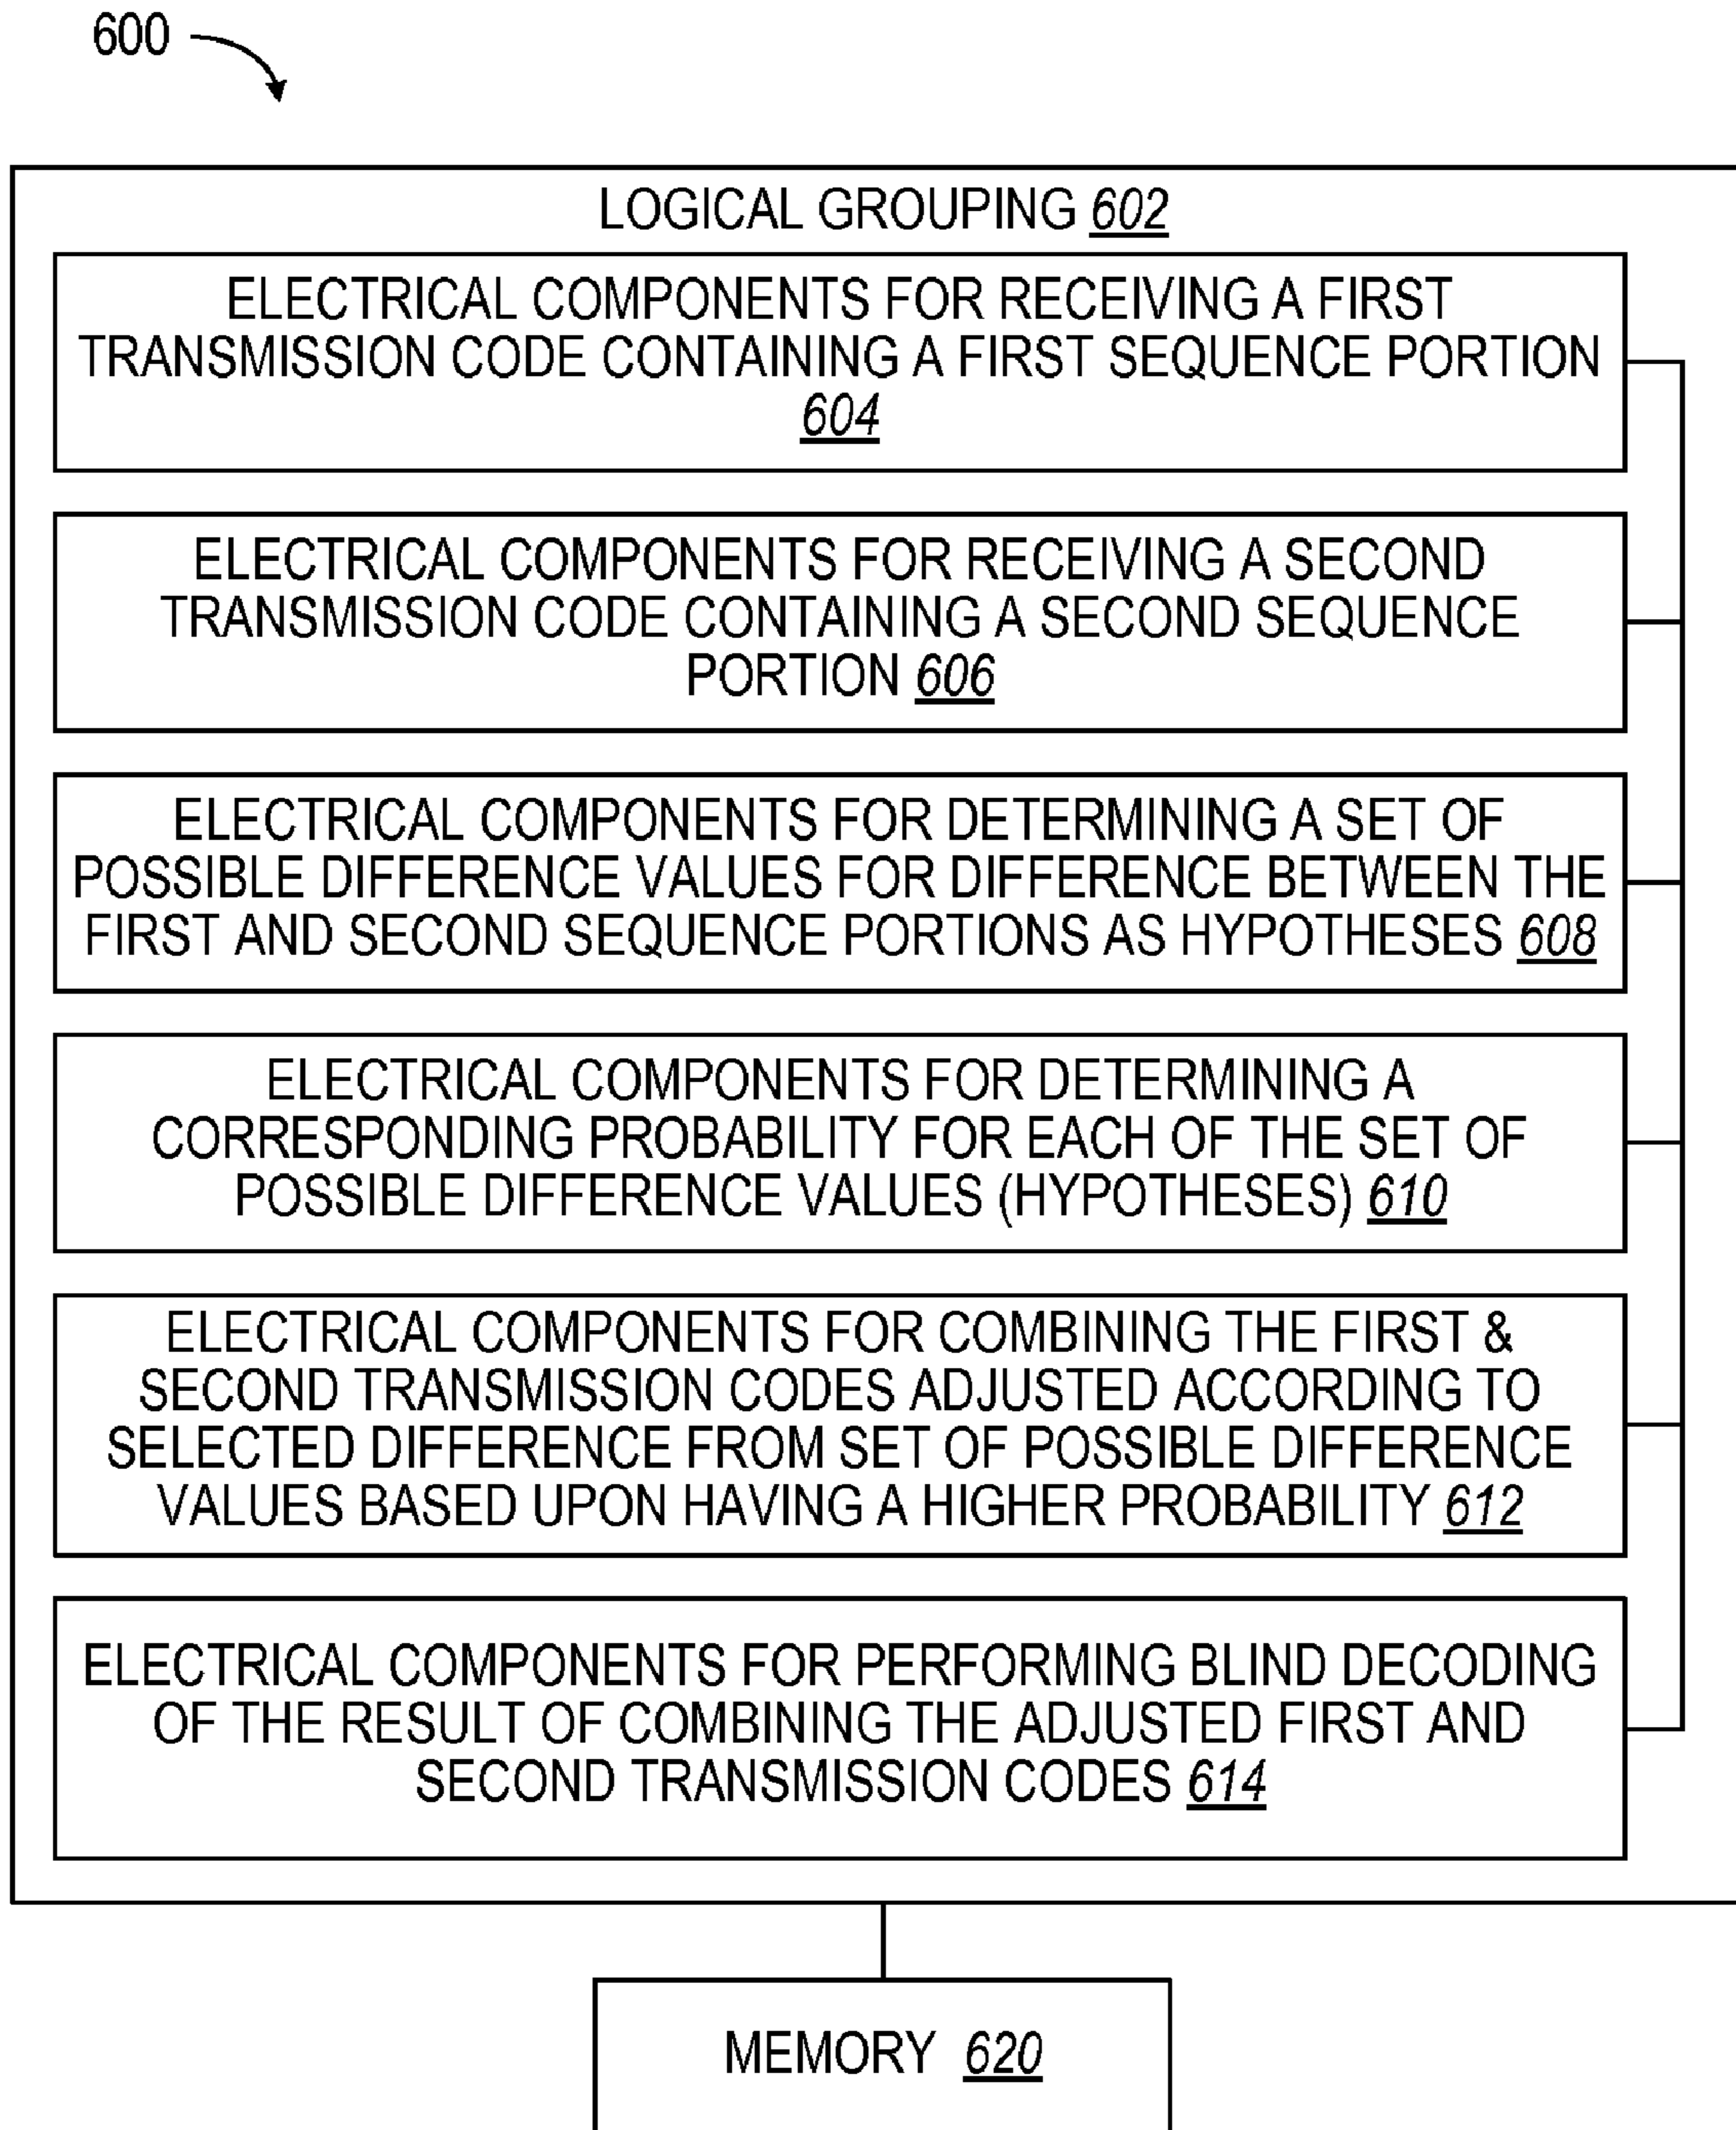 600
LOGICAL GROUPING 602
ELECTRICAL COMPONENTS FOR RECEIVING A FIRST
TRANSMISSION CODE CONTAINING A FIRST SEQUENCE PORTION
604
ELECTRICAL COMPONENTS FOR RECEIVING A SECOND
TRANSMISSION CODE CONTAINING A SECOND SEQUENCE
PORTION 606
ELECTRICAL COMPONENTS FOR DETERMINING A SET OF
POSSIBLE DIFFERENCE VALUES FOR DIFFERENCE BETWEEN THE
FIRST AND SECOND SEQUENCE PORTIONS AS HYPOTHESES 608
ELECTRICAL COMPONENTS FOR DETERMINING A
CORRESPONDING PROBABILITY FOR EACH OF THE SET OF
POSSIBLE DIFFERENCE VALUES (HYPOTHESES) 610
ELECTRICAL COMPONENTS FOR COMBINING THE FIRST &
SECOND TRANSMISSION CODES ADJUSTED ACCORDING TO
SELECTED DIFFERENCE FROM SET OF POSSIBLE DIFFERENCE
VALUES BASED UPON HAVING A HIGHER PROBABILITY 612
ELECTRICAL COMPONENTS FOR PERFORMING BLIND DECODING
OF THE RESULT OF COMBINING THE ADJUSTED FIRST AND
SECOND TRANSMISSION CODES 614
MEMORY 620